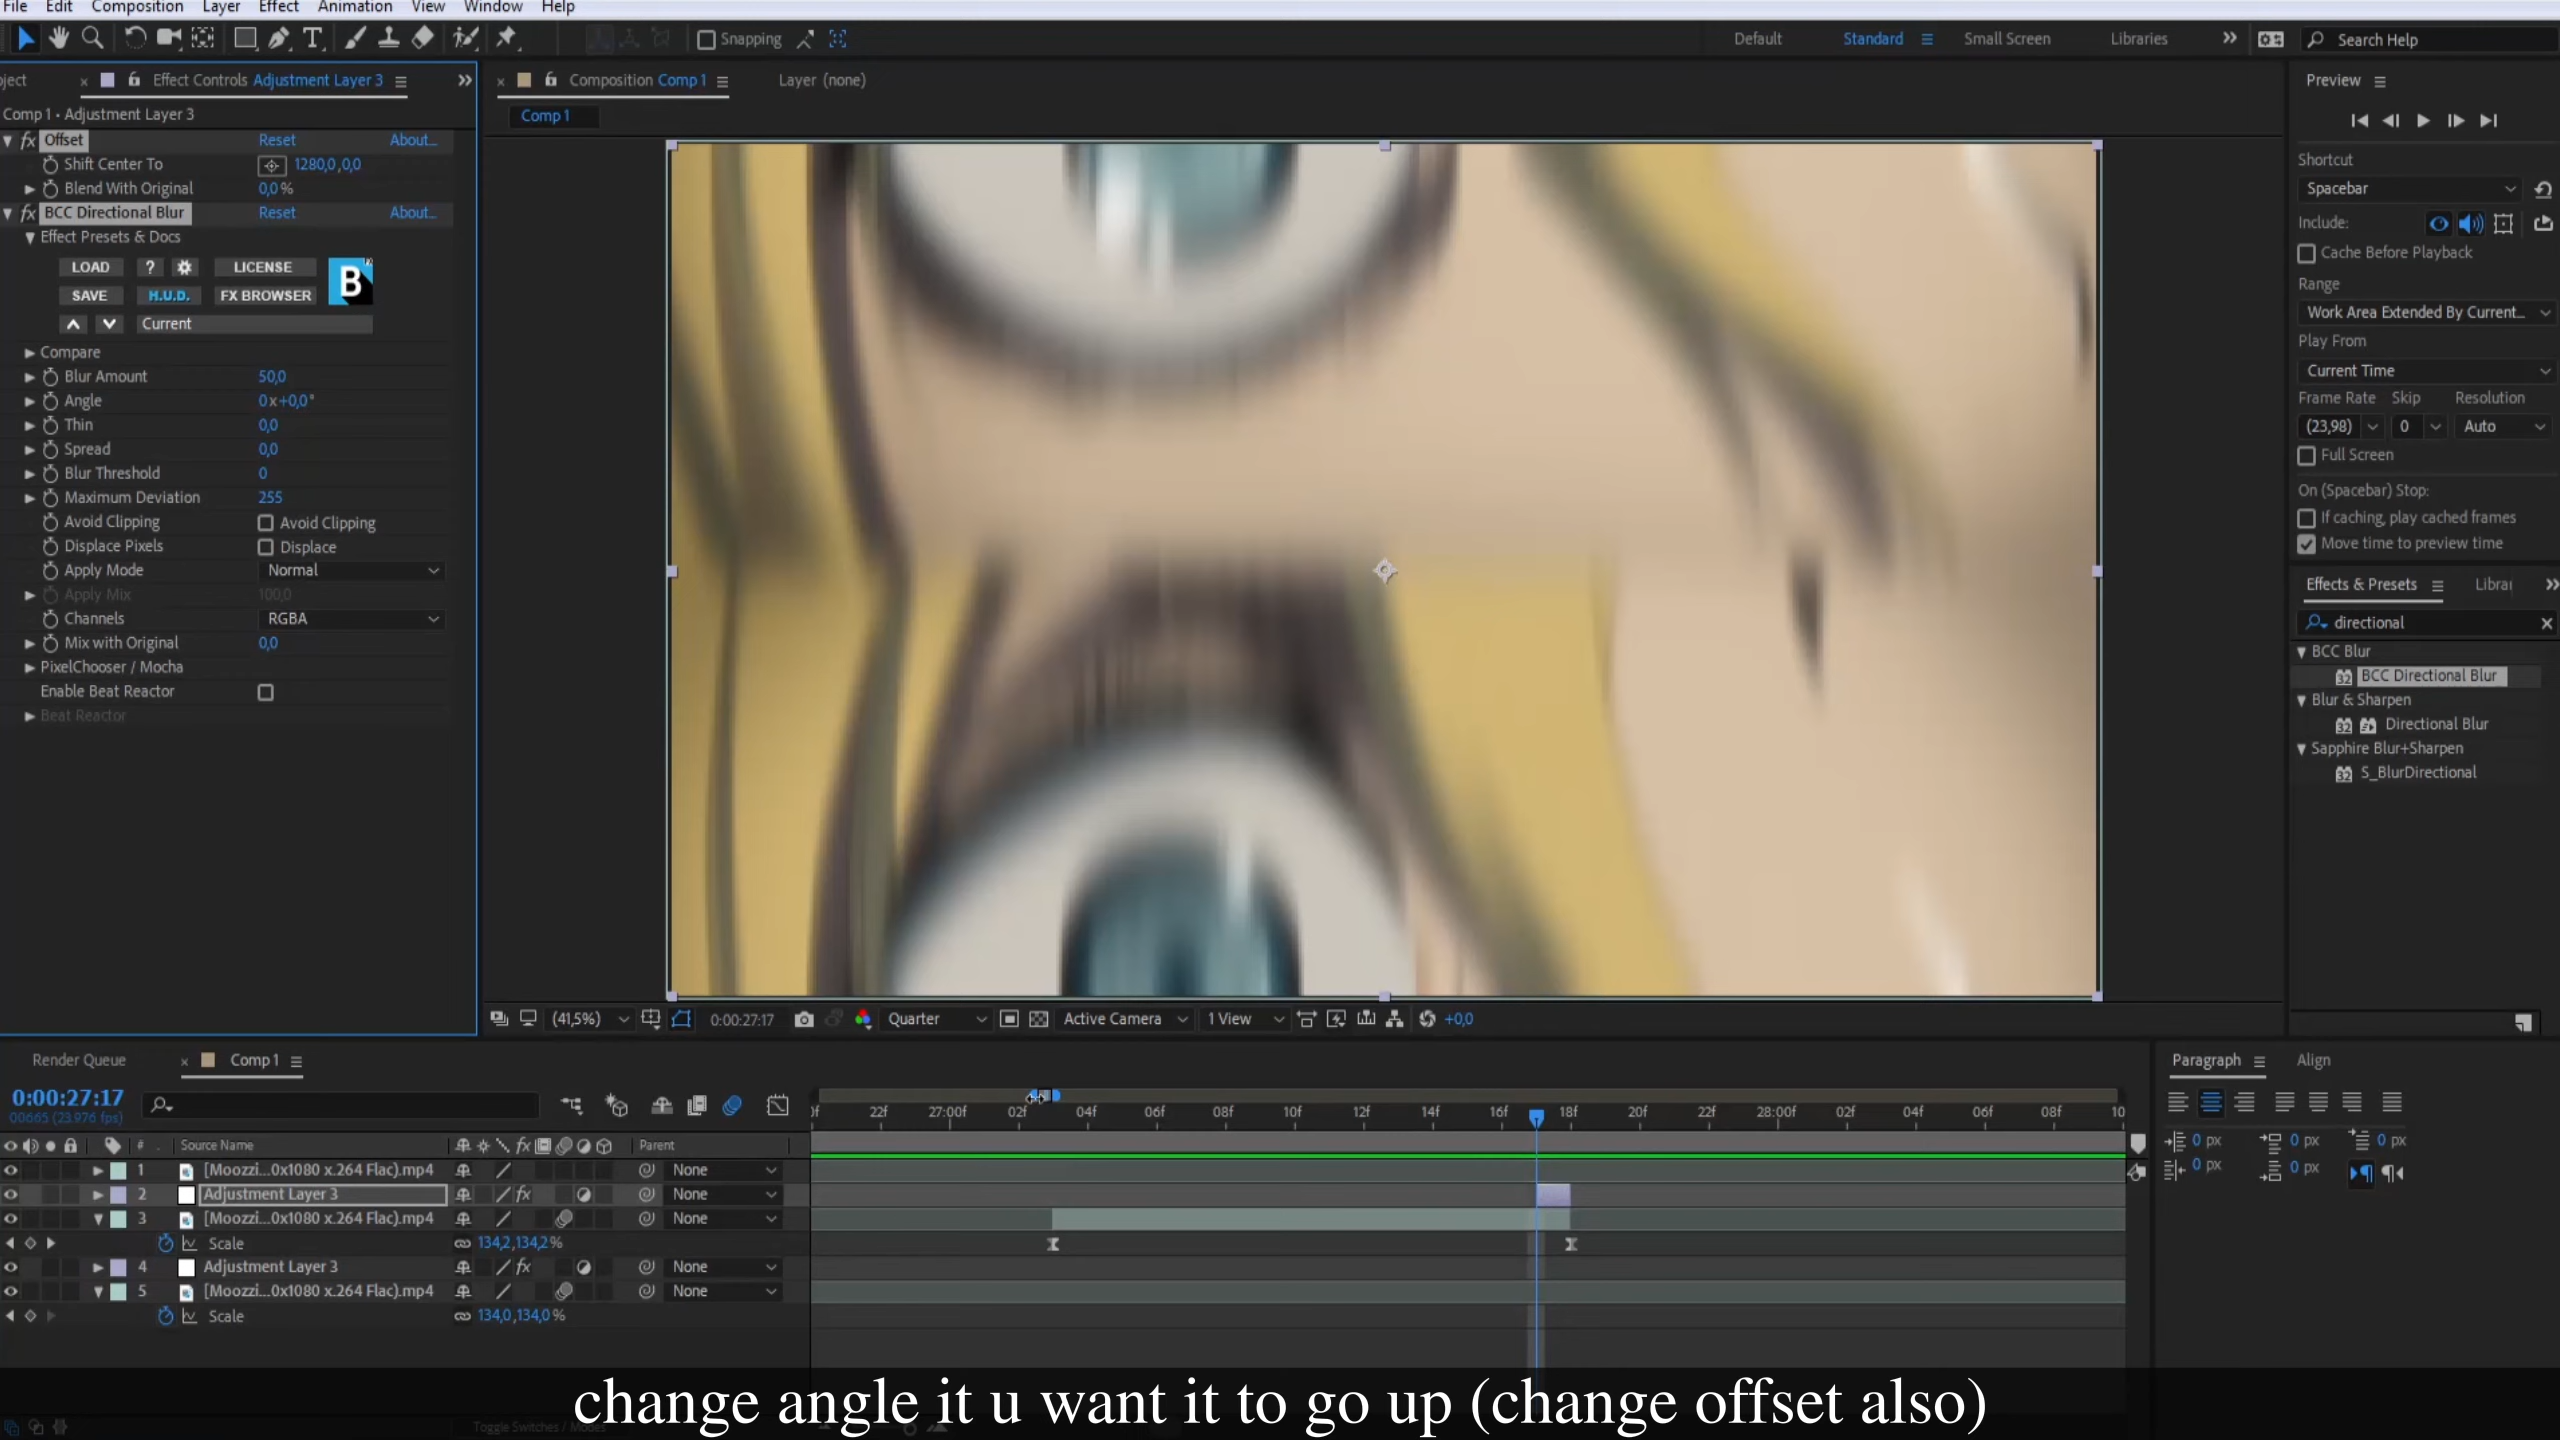 File Edit Composition Layer Effect Animation View Window Help
Snapping
Default Standard Small Screen Libraries Search Help
ject Effect Controls Adjustment Layer 3
Composition Comp 1 Layer (none)
Comp 1
Comp 1 • Adjustment Layer 3
fx Offset Reset About...
Shift Center To 1280,0,0,0
Blend With Original 0,0 %
fx BCC Directional Blur Reset About...
Effect Presets & Docs
LOAD ? LICENSE B
SAVE H.U.D. FX BROWSER
Current
Compare
Blur Amount 50,0
Angle 0x+0,0°
Thin 0,0
Spread 0,0
Blur Threshold 0
Maximum Deviation 255
Avoid Clipping Avoid Clipping
Displace Pixels Displace
Apply Mode Normal
Apply Mix 100,0
Channels RGBA
Mix with Original 0,0
PixelChooser / Mocha
Enable Beat Reactor
Beat Reactor
Preview
Shortcut
Spacebar
Include:
Cache Before Playback
Range
Work Area Extended By Current...
Play From
Current Time
Frame Rate Skip Resolution
(23,98) 0 Auto
Full Screen
On (Spacebar) Stop:
If caching, play cached frames
Move time to preview time
Effects & Presets Librar
directional
BCC Blur
32 BCC Directional Blur
Blur & Sharpen
32 Directional Blur
Sapphire Blur+Sharpen
S_BlurDirectional
(41,5%) 0:00:27:17 Quarter Active Camera 1 View +0,0
Render Queue Comp 1
0:00:27:17
00665 (23.976 fps)
22f 27:00f 02f 04f 06f 08f 10f 12f 14f 16f 18f 20f 22f 28:00f 02f 04f 06f 08f 10
# Source Name fx Parent
1 [Moozzi...0x1080 x.264 Flac).mp4 None
2 Adjustment Layer 3 fx None
3 [Moozzi...0x1080 x.264 Flac).mp4 None
Scale 134,2,134,2%
4 Adjustment Layer 3 fx None
5 [Moozzi...0x1080 x.264 Flac).mp4 None
Scale 134,0,134,0%
Toggle Switches / Modes
Paragraph Align
0 px 0 px 0 px
0 px 0 px
change angle it u want it to go up (change offset also)